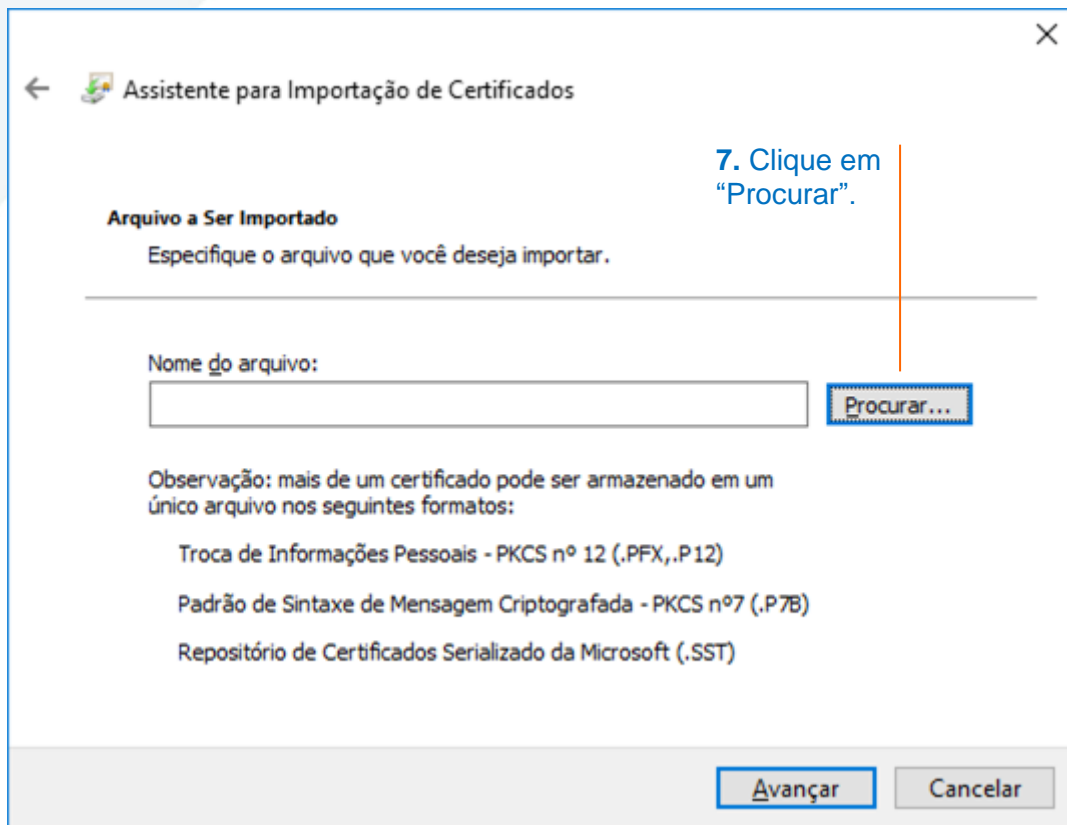 Assistente para Importação de Certificados
7. Clique em
“Procurar”.
Arquivo a Ser Importado
Especifique o arquivo que você deseja importar.
Nome do arquivo:
Procurar...
Observação: mais de um certificado pode ser armazenado em um
único arquivo nos seguintes formatos:
Troca de Informações Pessoais - PKCS nº 12 (.PFX,.P12)
Padrão de Sintaxe de Mensagem Criptografada - PKCS nº7 (.P7B)
Repositório de Certificados Serializado da Microsoft (.SST)
Avançar Cancelar